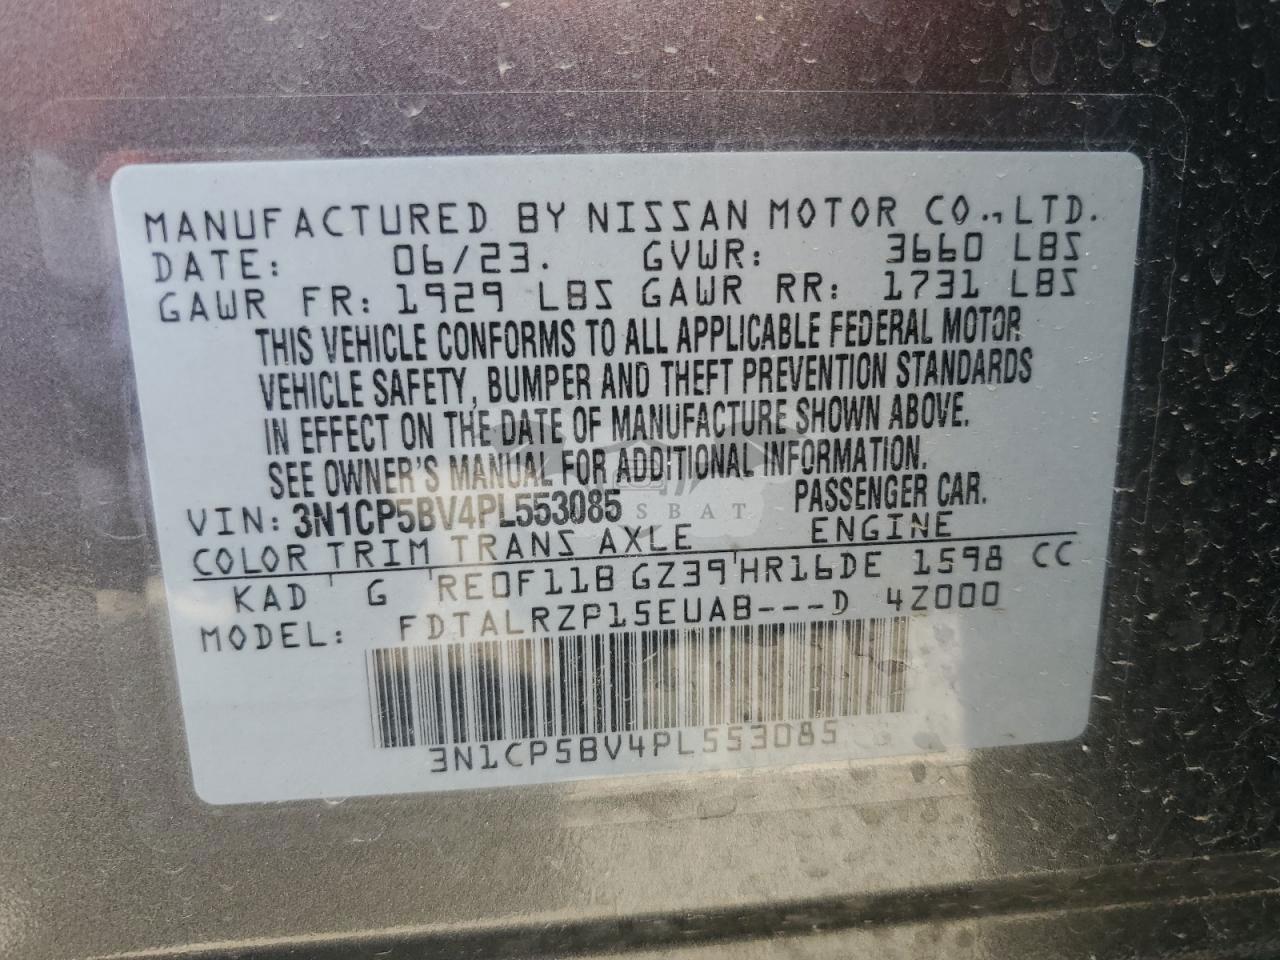 MANUFACTURED BY NISSAN MOTOR CO., LTD.
DATE: 06/23. GVWR: 3660 LBS
GAWR FR: 1929 LBS GAWR RR: 1731 LBS
THIS VEHICLE CONFORMS TO ALL APPLICABLE FEDERAL MOTOR
VEHICLE SAFETY, BUMPER AND THEFT PREVENTION STANDARDS
IN EFFECT ON THE DATE OF MANUFACTURE SHOWN ABOVE.
SEE OWNER'S MANUAL FOR ADDITIONAL INFORMATION.
VIN: 3N1CP5BV4PL553085 PASSENGER CAR.
COLOR TRIM TRANS AXLE ENGINE
KAD G RE0F11B GZ39 HR16DE 1598 CC
MODEL: FDTALRZP15EUAB---D 4Z000
3N1CP5BV4PL553085